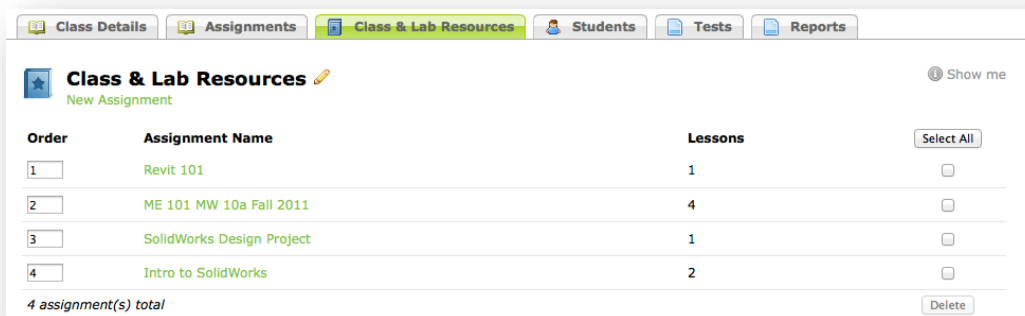 Class Details Assignments Class & Lab Resources Students Tests Reports
Class & Lab Resources Show me
New Assignment
Order Assignment Name Lessons Select All
1 Revit 101 1
2 ME 101 MW 10a Fall 2011 4
3 SolidWorks Design Project 1
4 Intro to SolidWorks 2
4 assignment(s) total Delete